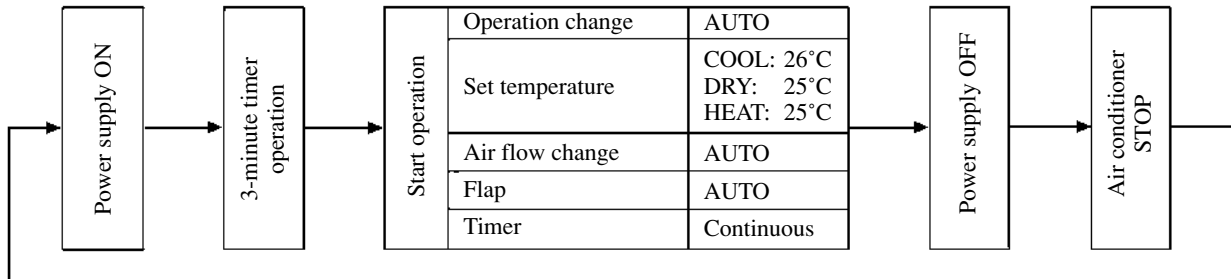 Power supply ON
3-minute timer
operation
Start operation
Operation change AUTO
Set temperature
COOL: 26°C
DRY: 25°C
HEAT: 25°C
Air flow change AUTO
Flap AUTO
Timer Continuous
Power supply OFF
Air conditioner
STOP